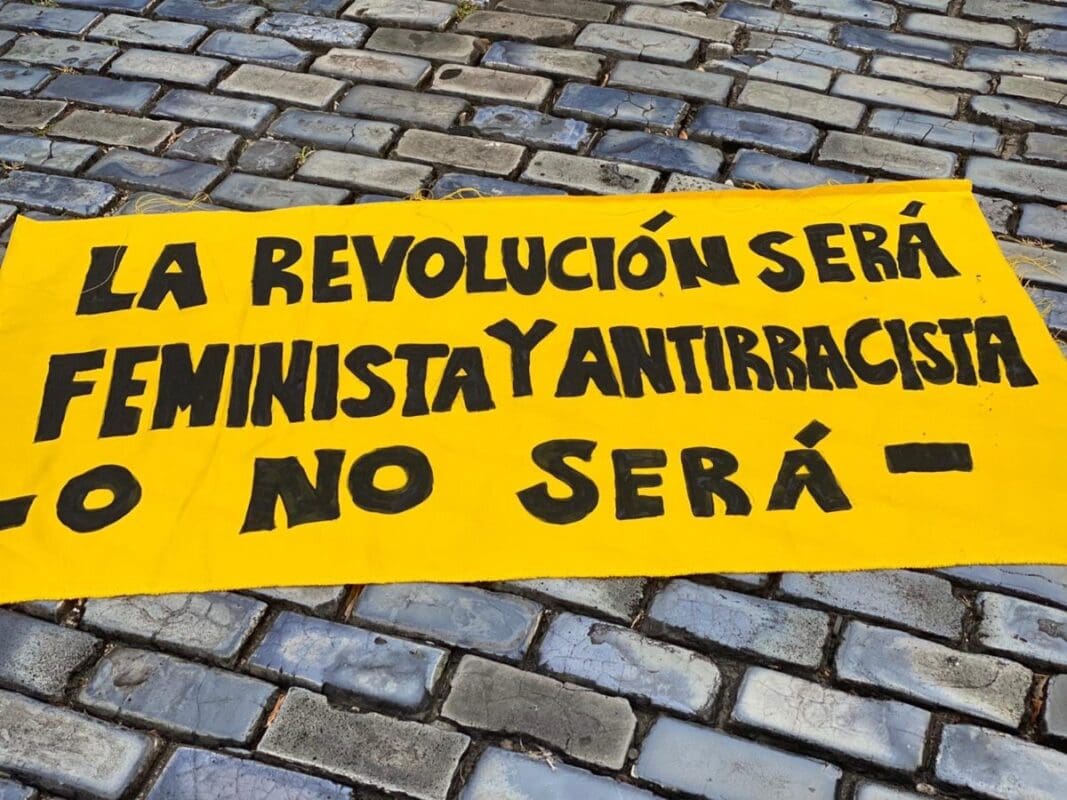 LA REVOLUCIÓN SERÁ
FEMINISTA Y ANTIRRACISTA
- O NO SERÁ -